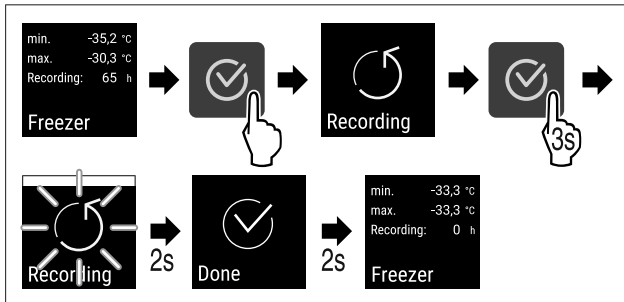 min. -35,2 °C
max. -30,3 °C
Recording: 65 h
Freezer
Recording
3s
Recording
2s
Done
2s
min. -33,3 °C
max. -33,3 °C
Recording: 0 h
Freezer